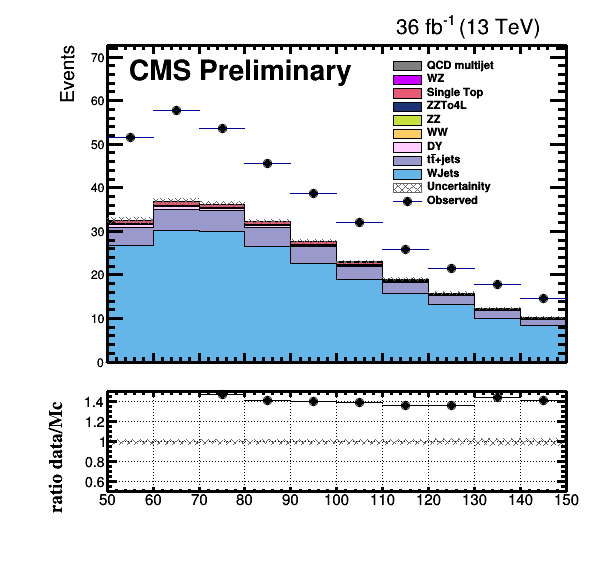 36 fb-1 (13 TeV)
CMS Preliminary
Events
70
60
50
40
30
20
10
0
QCD multijet
WZ
Single Top
ZZTo4L
ZZ
WW
DY
tt̄+jets
WJets
Uncertainity
Observed
ratio data/Mc
1.4
1.2
1
0.8
0.6
50 60 70 80 90 100 110 120 130 140 150